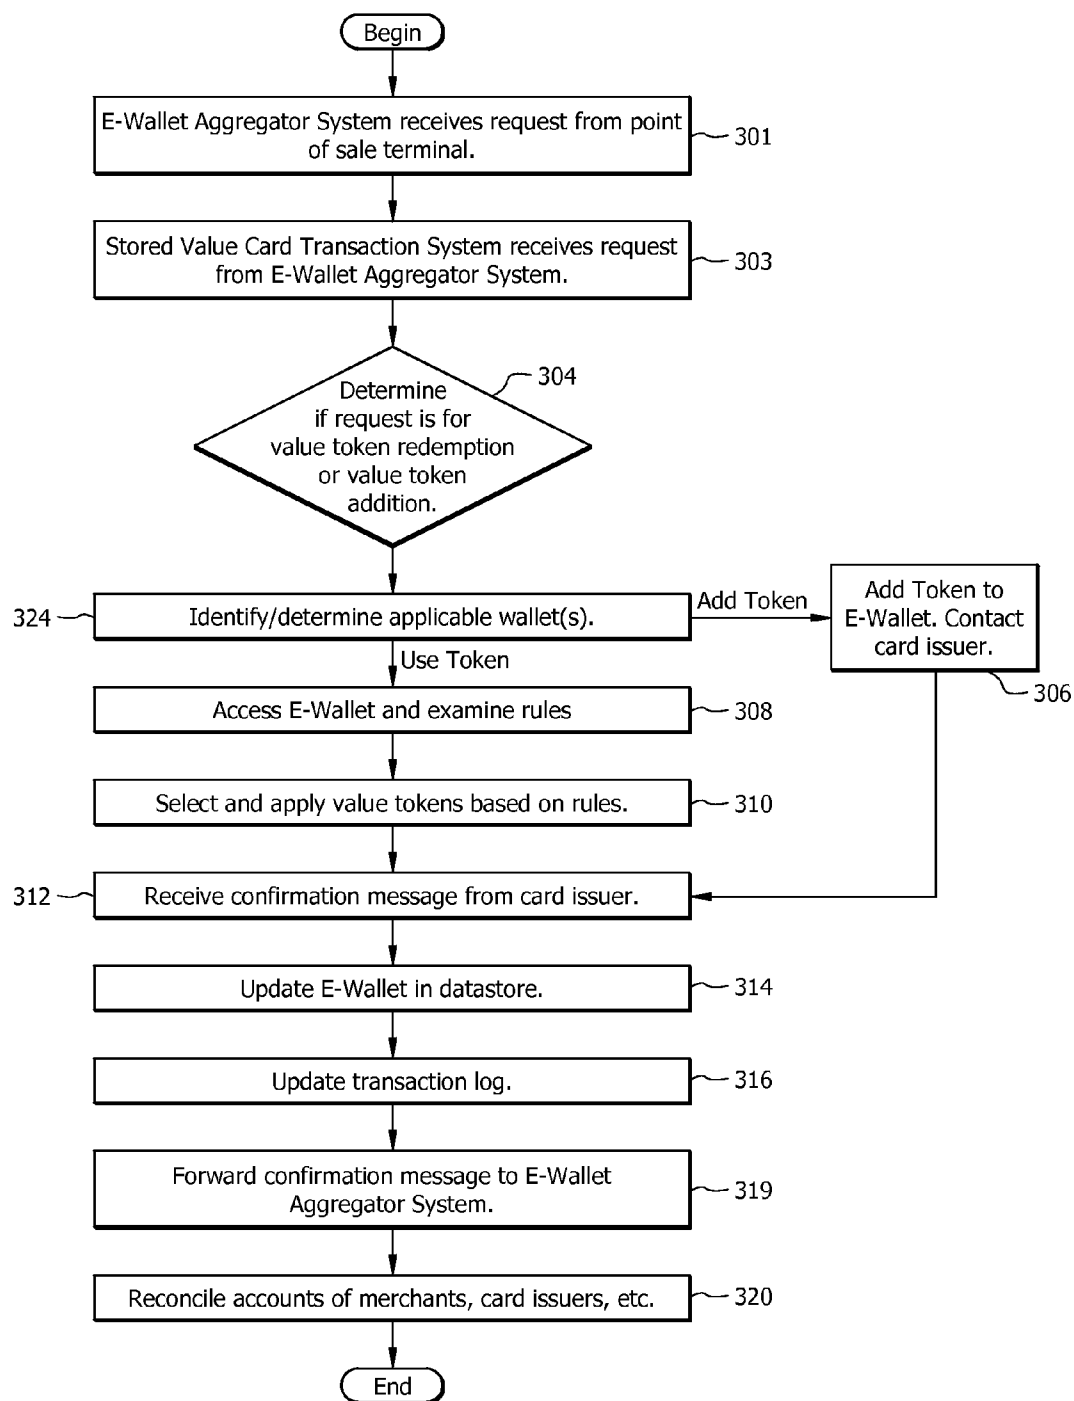 Begin
E-Wallet Aggregator System receives request from point
of sale terminal.
301
Stored Value Card Transaction System receives request
from E-Wallet Aggregator System.
303
304
Determine
if request is for
value token redemption
or value token
addition.
324
Identify/determine applicable wallet(s).
Add Token
Add Token to
E-Wallet. Contact
card issuer.
306
Use Token
Access E-Wallet and examine rules
308
Select and apply value tokens based on rules.
310
312
Receive confirmation message from card issuer.
Update E-Wallet in datastore.
314
Update transaction log.
316
Forward confirmation message to E-Wallet
Aggregator System.
319
Reconcile accounts of merchants, card issuers, etc.
320
End